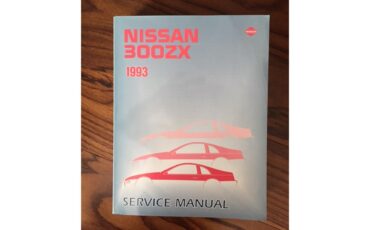 NISSAN
300ZX
1993
SERVICE MANUAL